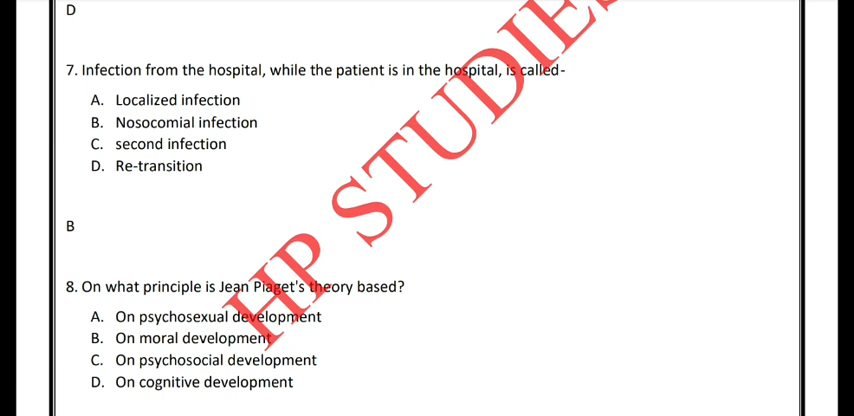 D
7. Infection from the hospital, while the patient is in the hospital, is called-
A. Localized infection
B. Nosocomial infection
C. second infection
D. Re-transition
B
8. On what principle is Jean Piaget's theory based?
A. On psychosexual development
B. On moral development
C. On psychosocial development
D. On cognitive development
HP STUDIES